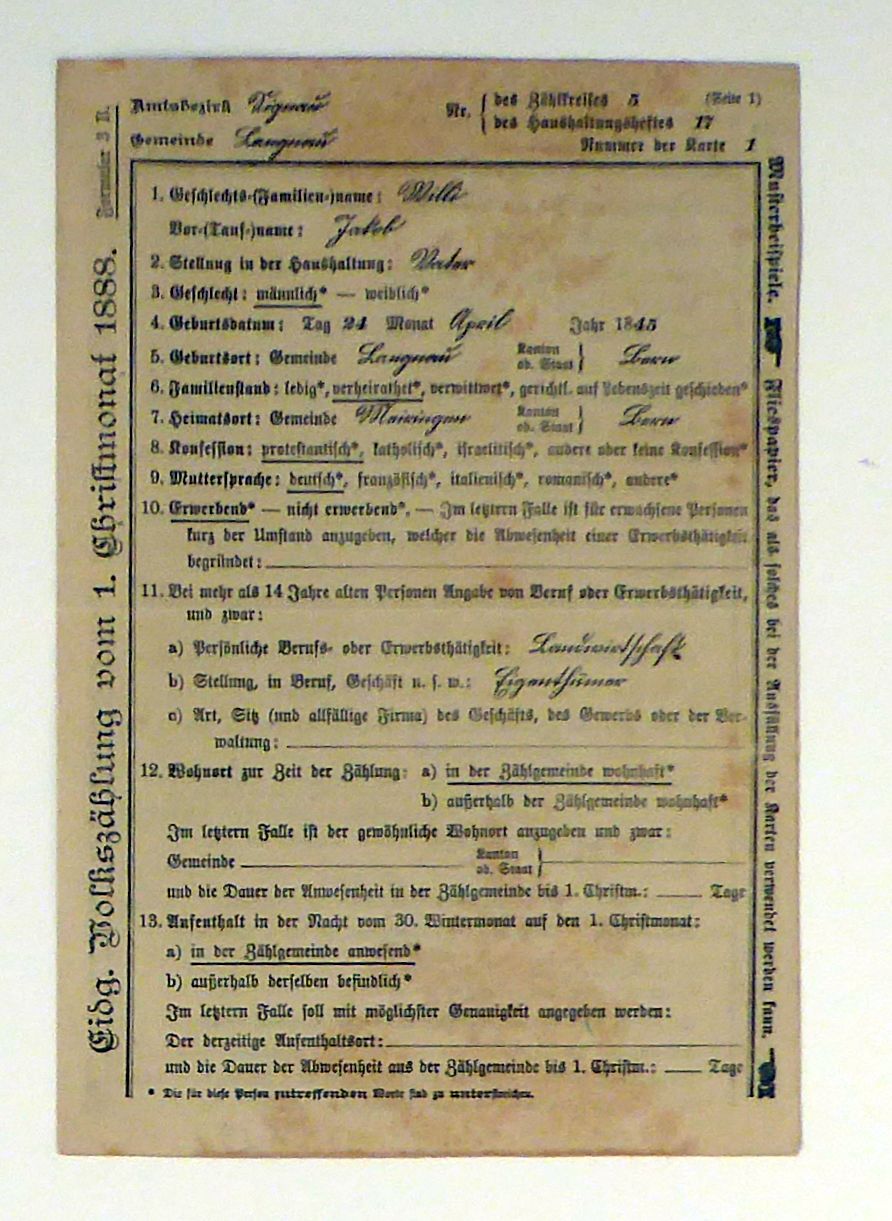 Amtsbezirk Signau
Gemeinde Langnau
Nr. { des Zählkreises 5 (Seite 1)
des Haushaltungsheftes 17
Nummer der Karte 1
Formular 3 B.
Eidg. Volkszählung vom 1. Christmonat 1888.
1. Geschlechts-(Familien-)name: Willi
Vor-(Tauf-)name: Jakob
2. Stellung in der Haushaltung: Vater
3. Geschlecht: männlich* — weiblich*
4. Geburtsdatum: Tag 24 Monat April Jahr 1845
5. Geburtsort: Gemeinde Langnau Kanton od. Staat } Bern
6. Familienstand: ledig*, verheirathet*, verwittwet*, gerichtl. auf Lebenszeit geschieden*
7. Heimatsort: Gemeinde Meiringen Kanton od. Staat } Bern
8. Konfession: protestantisch*, katholisch*, israelitisch*, andere oder keine Konfession*
9. Muttersprache: deutsch*, französisch*, italienisch*, romanisch*, andere*
10. Erwerbend* — nicht erwerbend*. — Im letztern Falle ist für erwachsene Personen
kurz der Umstand anzugeben, welcher die Abwesenheit einer Erwerbsthätigkeit
begründet:
11. Bei mehr als 14 Jahre alten Personen Angabe von Beruf oder Erwerbsthätigkeit,
und zwar:
a) Persönliche Berufs- oder Erwerbsthätigkeit: Landwirtschaft
b) Stellung, in Beruf, Geschäft u. s. w.: Eigenthümer
c) Art, Sitz (und allfällige Firma) des Geschäfts, des Gewerbs oder der Ver-
waltung:
12. Wohnort zur Zeit der Zählung: a) in der Zählgemeinde wohnhaft*
b) außerhalb der Zählgemeinde wohnhaft*
Im letztern Falle ist der gewöhnliche Wohnort anzugeben und zwar:
Gemeinde Kanton od. Staat }
und die Dauer der Anwesenheit in der Zählgemeinde bis 1. Christm.: Tage
13. Aufenthalt in der Nacht vom 30. Wintermonat auf den 1. Christmonat:
a) in der Zählgemeinde anwesend*
b) außerhalb derselben befindlich*
Im letztern Falle soll mit möglichster Genauigkeit angegeben werden:
Der derzeitige Aufenthaltsort:
und die Dauer der Abwesenheit aus der Zählgemeinde bis 1. Christm.: Tage
* Die für diese Person zutreffenden Worte sind zu unterstreichen.
Musterbeispiele. Fließpapier, das als solches bei der Ausfüllung der Karten verwendet werden kann.